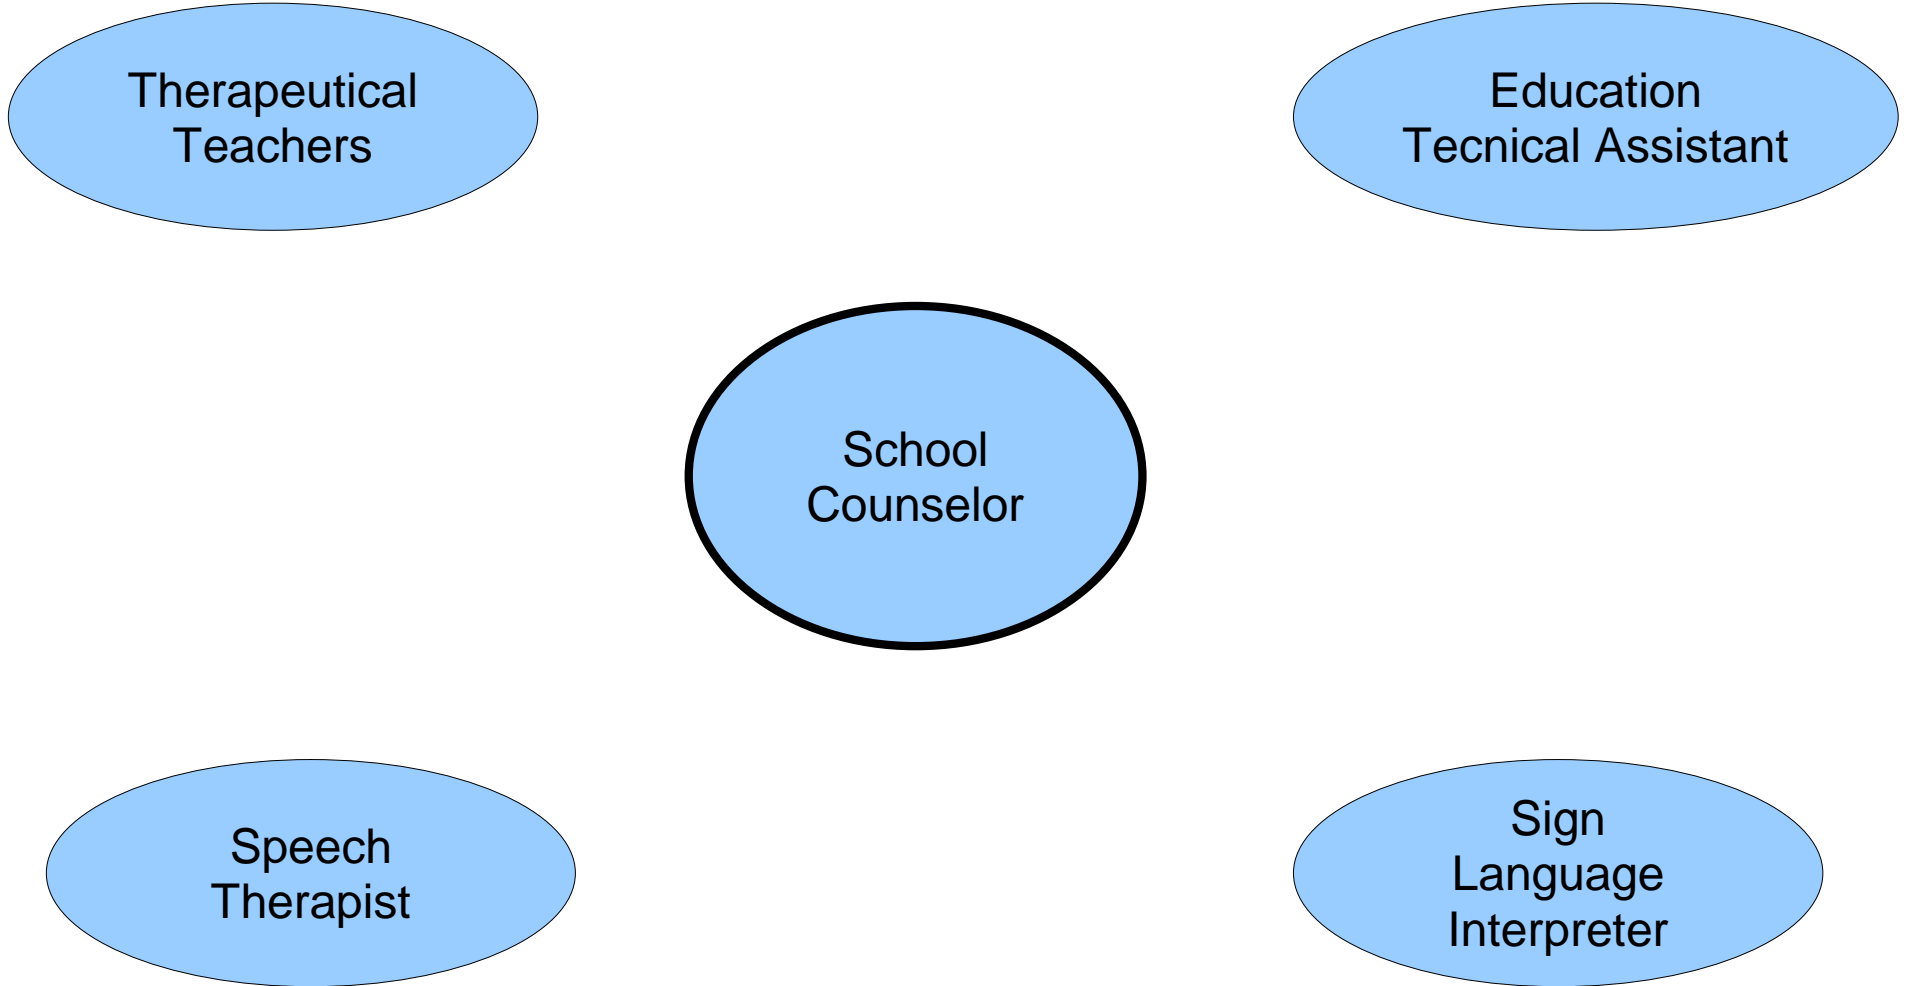 Therapeutical
Teachers
Education
Tecnical Assistant
School
Counselor
Speech
Therapist
Sign
Language
Interpreter